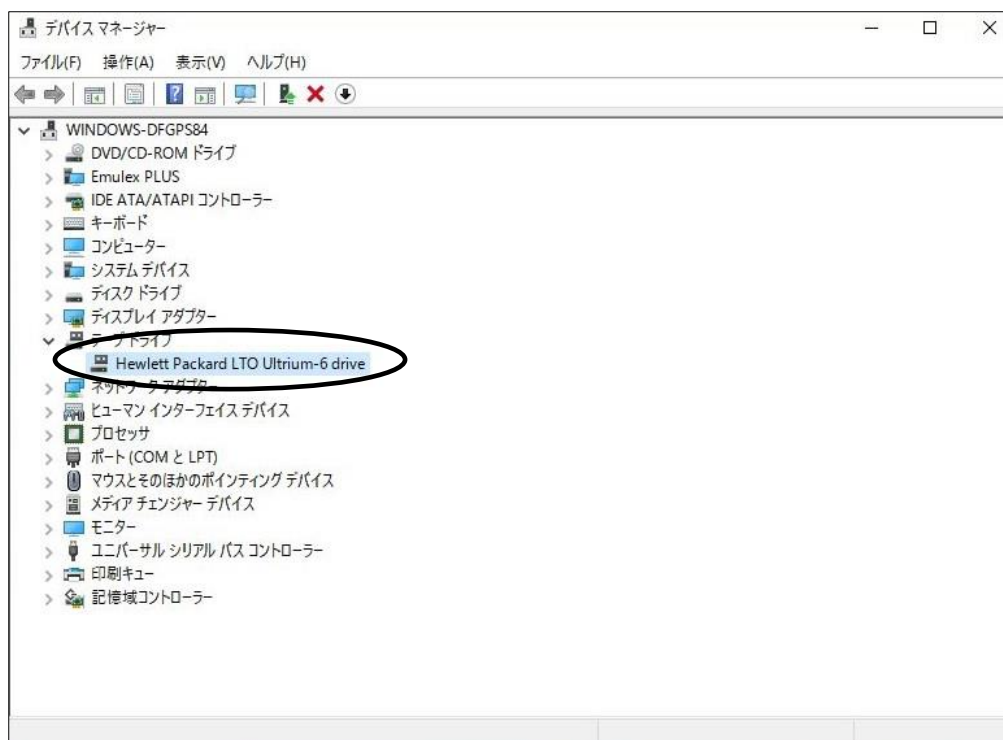 デバイス マネージャー
ファイル(F) 操作(A) 表示(V) ヘルプ(H)
WINDOWS-DFGPS84
DVD/CD-ROM ドライブ
Emulex PLUS
IDE ATA/ATAPI コントローラー
キーボード
コンピューター
システム デバイス
ディスク ドライブ
ディスプレイ アダプター
テープ ドライブ
Hewlett Packard LTO Ultrium-6 drive
ネットワーク アダプター
ヒューマン インターフェイス デバイス
プロセッサ
ポート (COM と LPT)
マウスとそのほかのポインティング デバイス
メディア チェンジャー デバイス
モニター
ユニバーサル シリアル バス コントローラー
印刷キュー
記憶域コントローラー